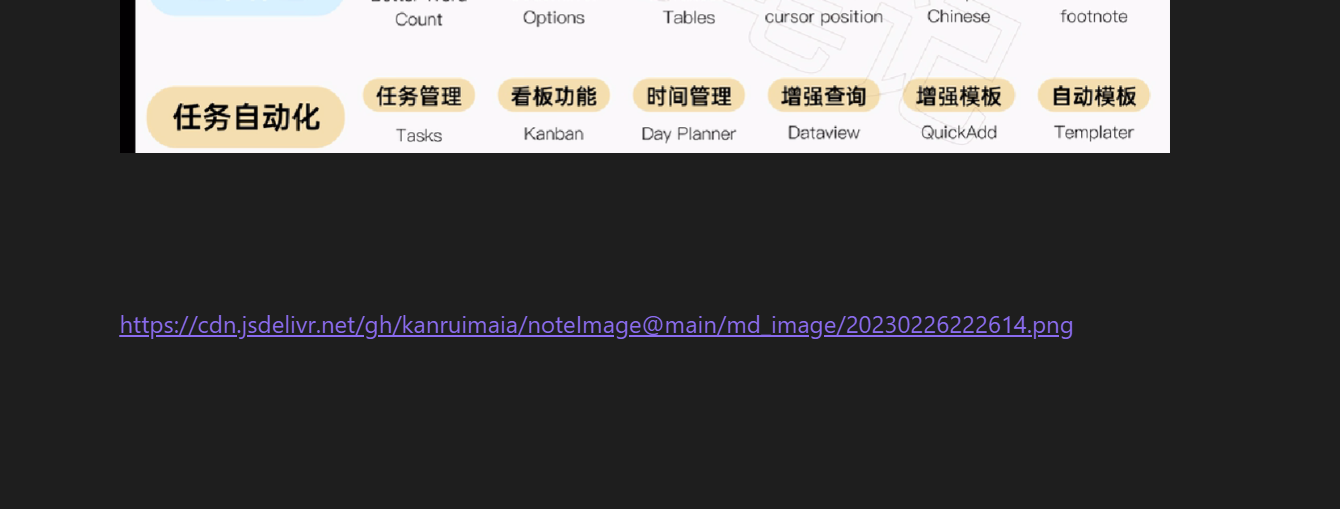 Count
Options
Tables
cursor position
Chinese
footnote
任务自动化
任务管理
看板功能
时间管理
增强查询
增强模板
自动模板
Tasks
Kanban
Day Planner
Dataview
QuickAdd
Templater
https://cdn.jsdelivr.net/gh/kanruimaia/noteImage@main/md_image/20230226222614.png